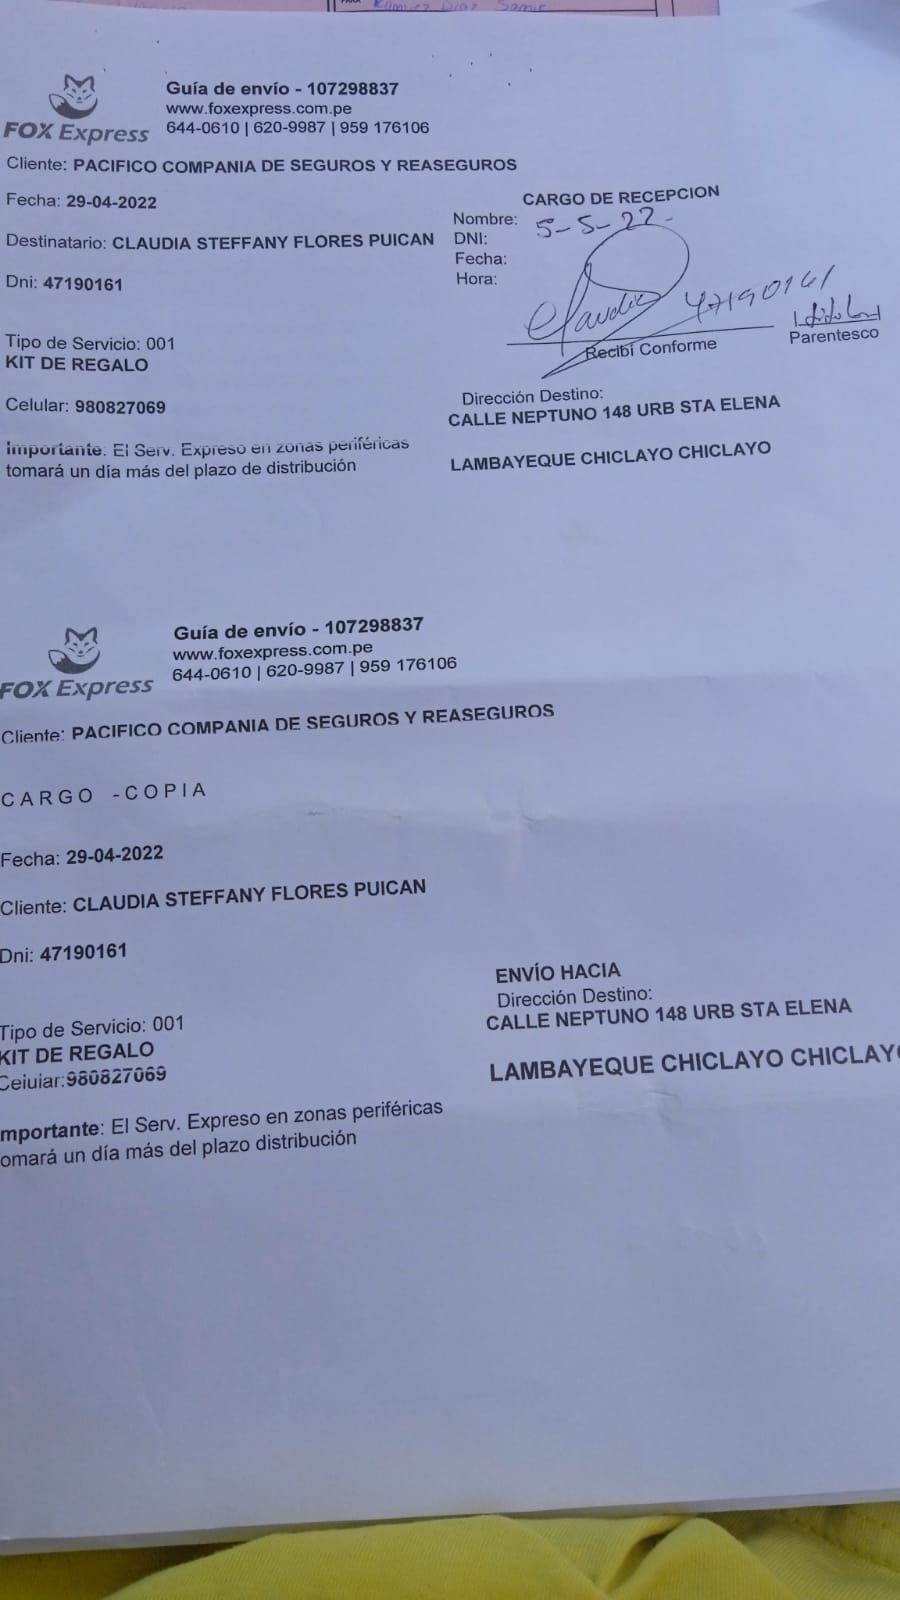 Ramirez Diaz Samir
FOX Express
Guía de envío - 107298837
www.foxexpress.com.pe
644-0610 | 620-9987 | 959 176106
Cliente: PACIFICO COMPANIA DE SEGUROS Y REASEGUROS
Fecha: 29-04-2022
Destinatario: CLAUDIA STEFFANY FLORES PUICAN
Dni: 47190161
CARGO DE RECEPCION
Nombre: 5-5-22
DNI:
Fecha:
Hora:
Claudia 47190161
Recibí Conforme
Parentesco
Tipo de Servicio: 001
KIT DE REGALO
Celular: 980827069
Importante: El Serv. Expreso en zonas periféricas
tomará un día más del plazo de distribución
Dirección Destino:
CALLE NEPTUNO 148 URB STA ELENA
LAMBAYEQUE CHICLAYO CHICLAYO
FOX Express
Guía de envío - 107298837
www.foxexpress.com.pe
644-0610 | 620-9987 | 959 176106
Cliente: PACIFICO COMPANIA DE SEGUROS Y REASEGUROS
CARGO -COPIA
Fecha: 29-04-2022
Cliente: CLAUDIA STEFFANY FLORES PUICAN
Dni: 47190161
Tipo de Servicio: 001
KIT DE REGALO
Celular:980827069
mportante: El Serv. Expreso en zonas periféricas
omará un día más del plazo distribución
ENVÍO HACIA
Dirección Destino:
CALLE NEPTUNO 148 URB STA ELENA
LAMBAYEQUE CHICLAYO CHICLAYO